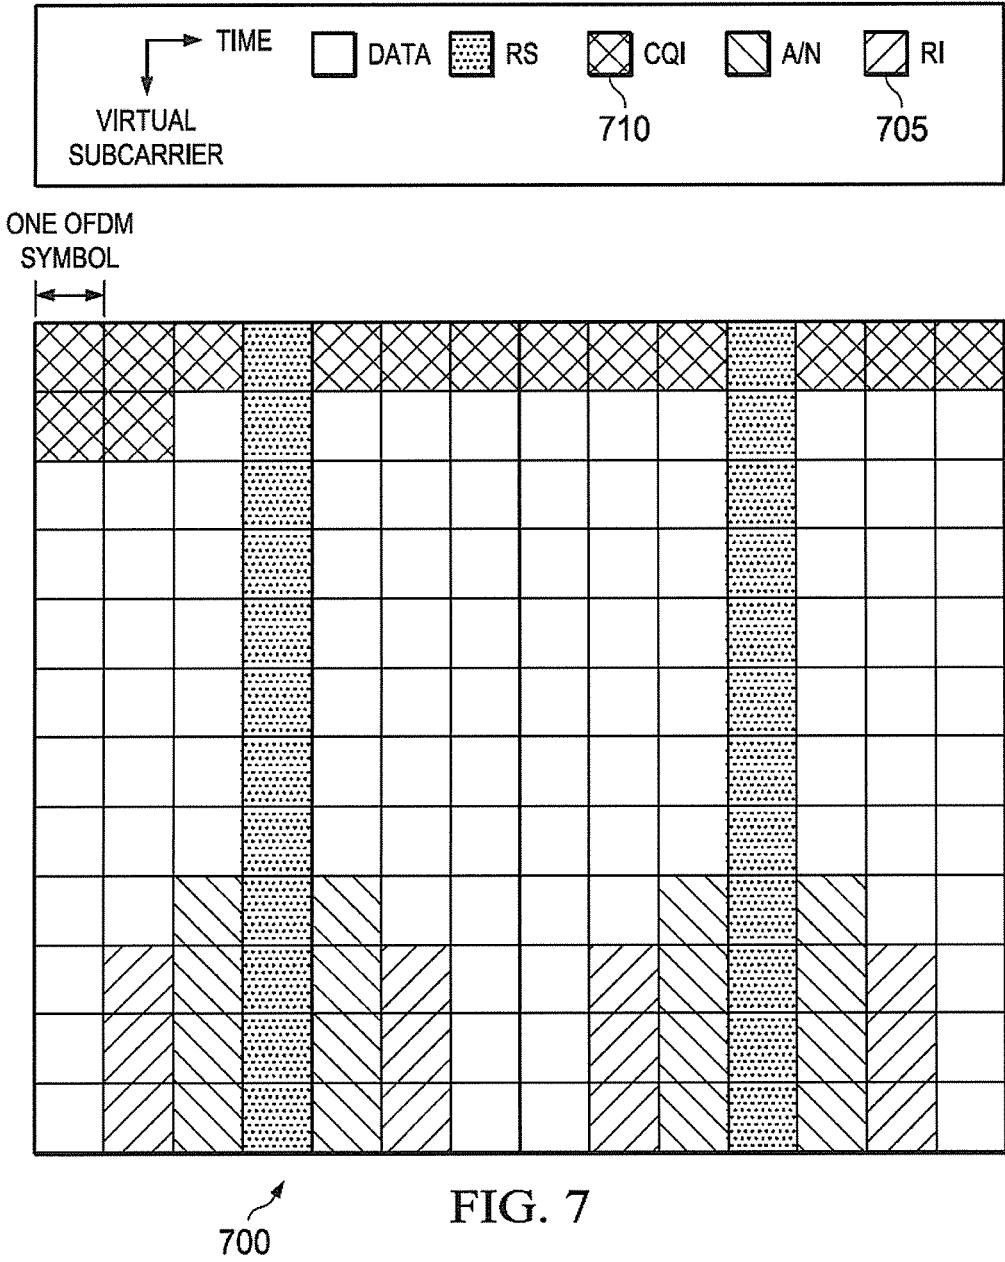 TIME
VIRTUAL
SUBCARRIER
DATA
RS
CQI
A/N
RI
710
705
ONE OFDM
SYMBOL
700
FIG. 7